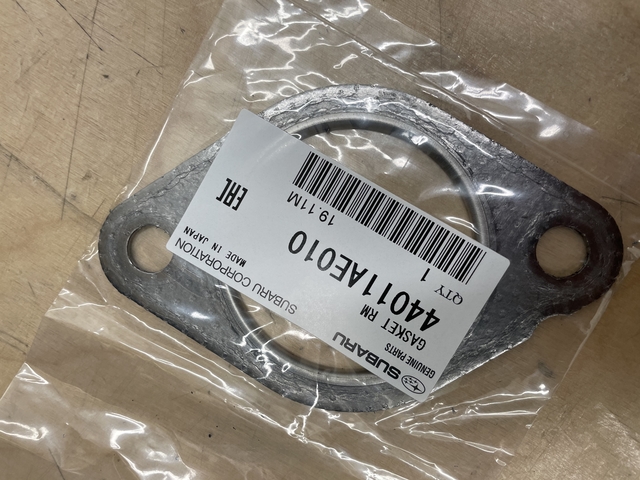 SUBARU
GENUINE PARTS
GASKET RM
44011AE010
QTY 1
19.11M
SUBARU CORPORATION
MADE IN JAPAN
EAC